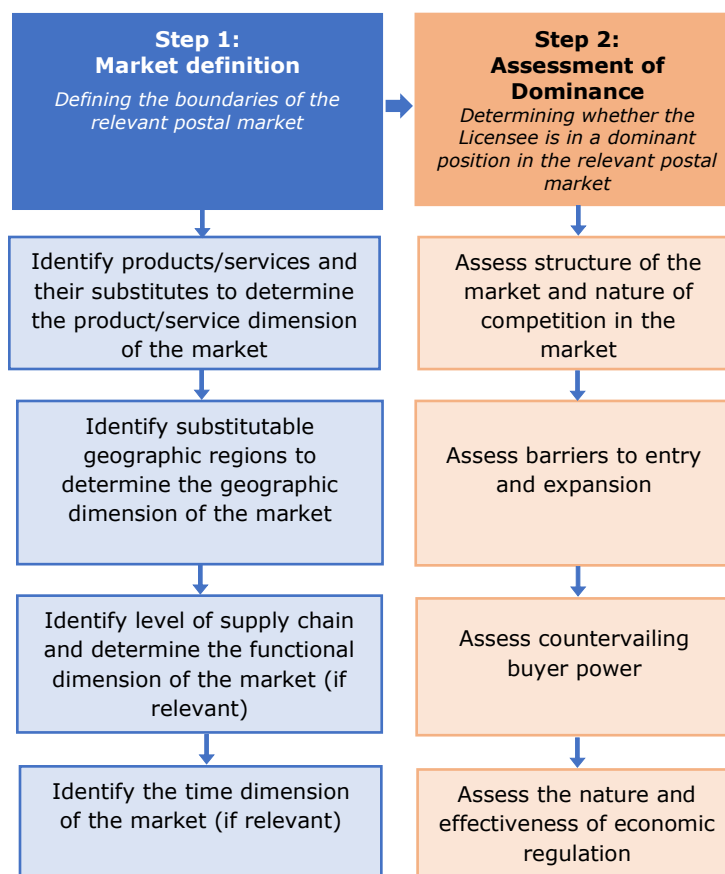 Step 1:
Market definition
Defining the boundaries of the
relevant postal market
Identify products/services and
their substitutes to determine
the product/service dimension
of the market
Identify substitutable
geographic regions to
determine the geographic
dimension of the market
Identify level of supply chain
and determine the functional
dimension of the market (if
relevant)
Identify the time dimension
of the market (if relevant)
Step 2:
Assessment of
Dominance
Determining whether the
Licensee is in a dominant
position in the relevant postal
market
Assess structure of the
market and nature of
competition in the
market
Assess barriers to entry
and expansion
Assess countervailing
buyer power
Assess the nature and
effectiveness of economic
regulation